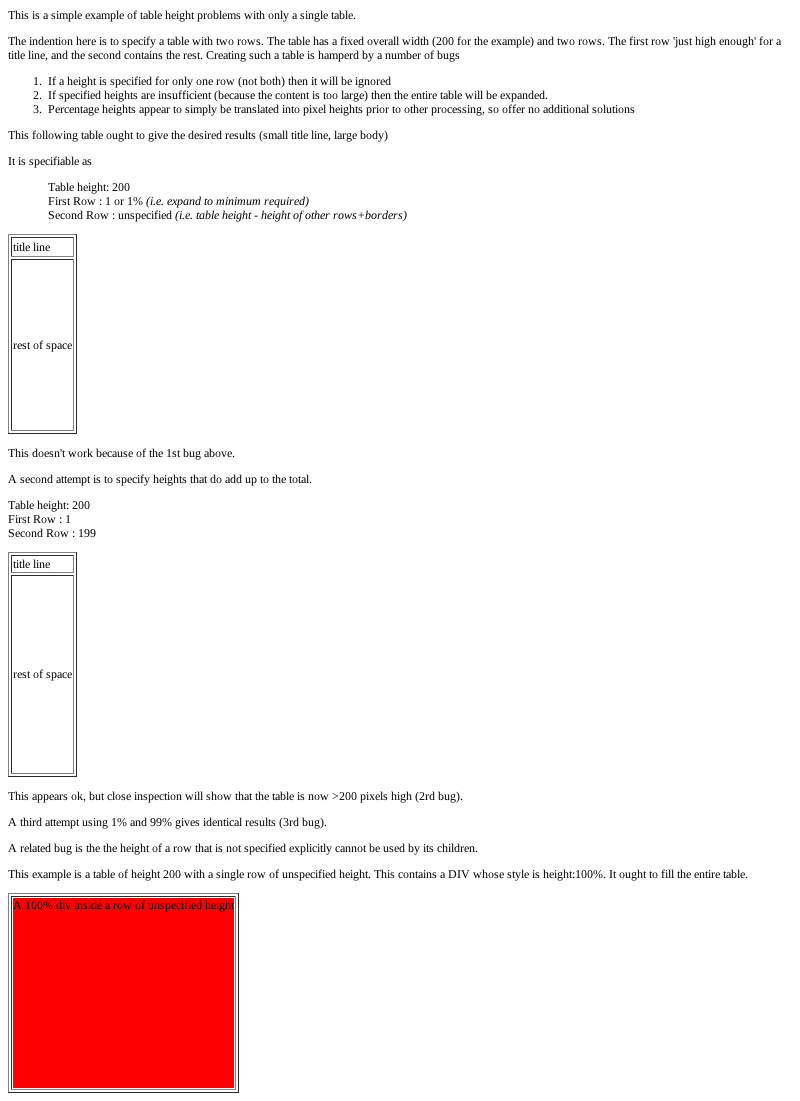 This is a simple example of table height problems with only a single table.
The indention here is to specify a table with two rows. The table has a fixed overall width (200 for the example) and two rows. The first row 'just high enough' for a
title line, and the second contains the rest. Creating such a table is hamperd by a number of bugs
1. If a height is specified for only one row (not both) then it will be ignored
2. If specified heights are insufficient (because the content is too large) then the entire table will be expanded.
3. Percentage heights appear to simply be translated into pixel heights prior to other processing, so offer no additional solutions
This following table ought to give the desired results (small title line, large body)
It is specifiable as
Table height: 200
First Row : 1 or 1% (i.e. expand to minimum required)
Second Row : unspecified (i.e. table height - height of other rows+borders)
title line
rest of space
This doesn't work because of the 1st bug above.
A second attempt is to specify heights that do add up to the total.
Table height: 200
First Row : 1
Second Row : 199
title line
rest of space
This appears ok, but close inspection will show that the table is now >200 pixels high (2rd bug).
A third attempt using 1% and 99% gives identical results (3rd bug).
A related bug is the the height of a row that is not specified explicitly cannot be used by its children.
This example is a table of height 200 with a single row of unspecified height. This contains a DIV whose style is height:100%. It ought to fill the entire table.
A 100% div inside a row of unspecified height